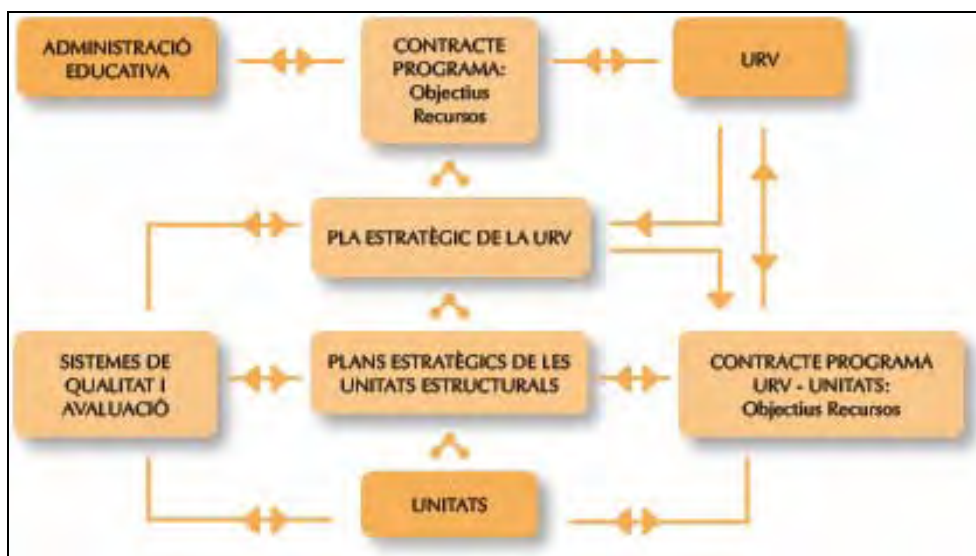 ADMINISTRACIÓ
EDUCATIVA
CONTRACTE
PROGRAMA:
Objectius
Recursos
URV
PLA ESTRATÈGIC DE LA URV
SISTEMES DE
QUALITAT I
AVALUACIÓ
PLANS ESTRATÈGICS DE LES
UNITATS ESTRUCTURALS
CONTRACTE PROGRAMA
URV - UNITATS:
Objectius Recursos
UNITATS